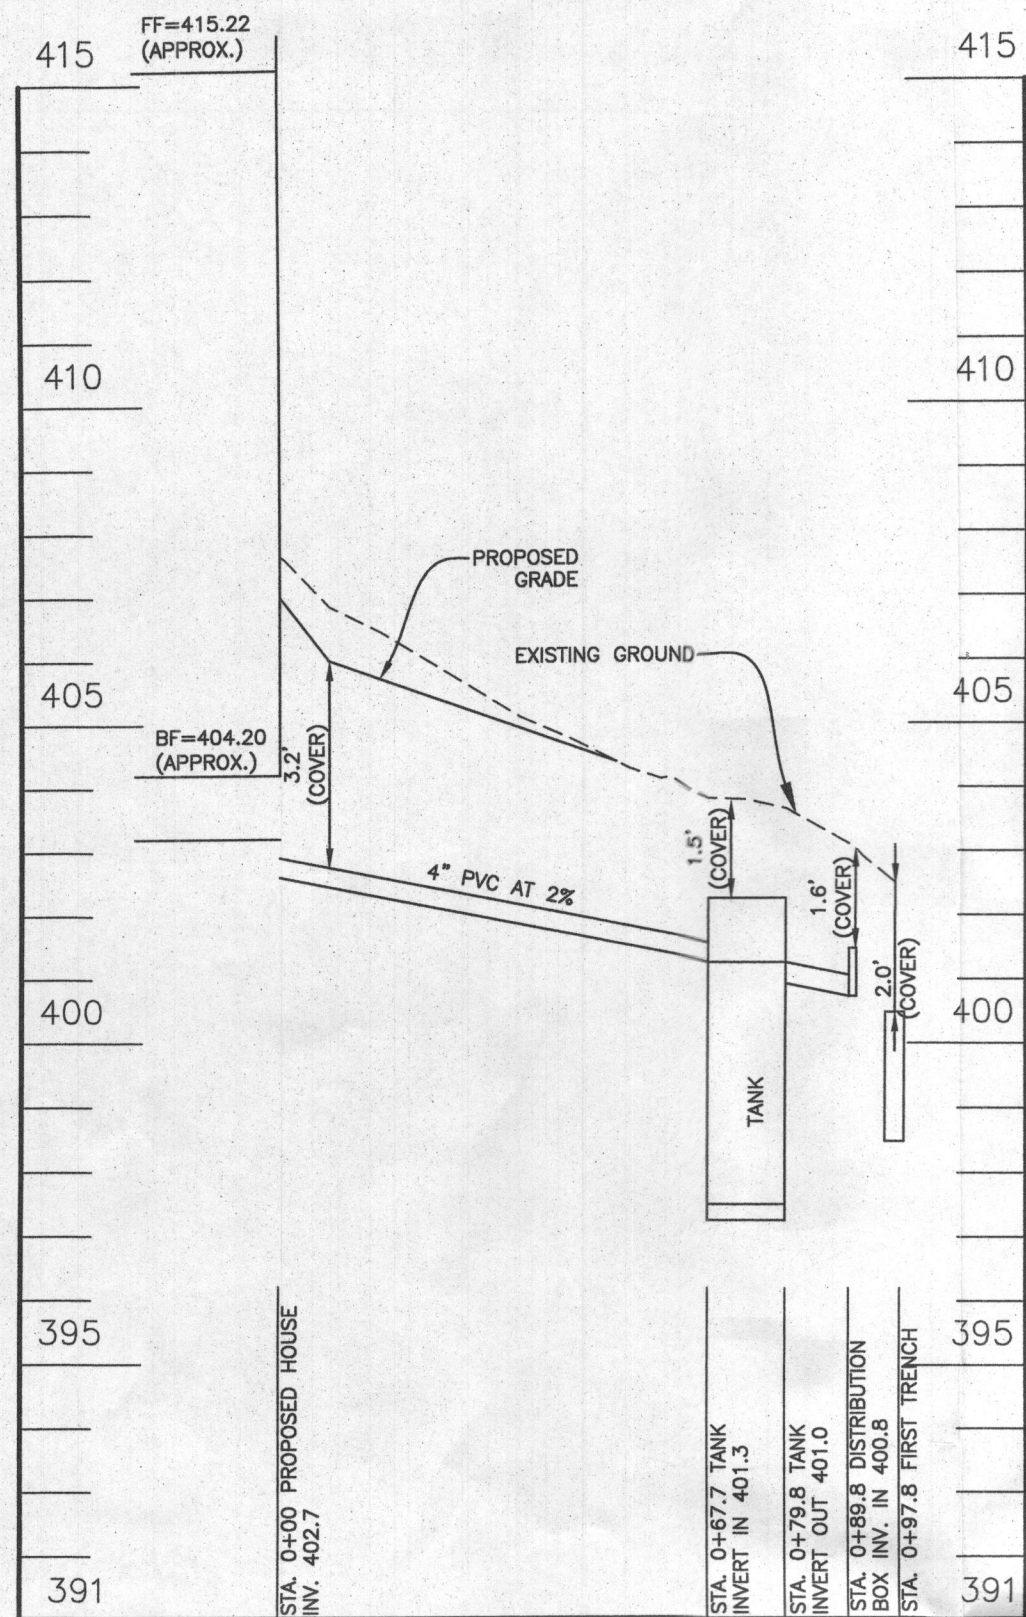 FF=415.22
(APPROX.)
415
415
410
410
PROPOSED
GRADE
EXISTING GROUND
405
405
BF=404.20
(APPROX.)
3.2'
(COVER)
4" PVC AT 2%
1.5'
(COVER)
1.6'
(COVER)
2.0'
(COVER)
400
400
TANK
395
395
STA. 0+00 PROPOSED HOUSE
INV. 402.7
STA. 0+67.7 TANK
INVERT IN 401.3
STA. 0+79.8 TANK
INVERT OUT 401.0
STA. 0+89.8 DISTRIBUTION
BOX INV. IN 400.8
STA. 0+97.8 FIRST TRENCH
391
391